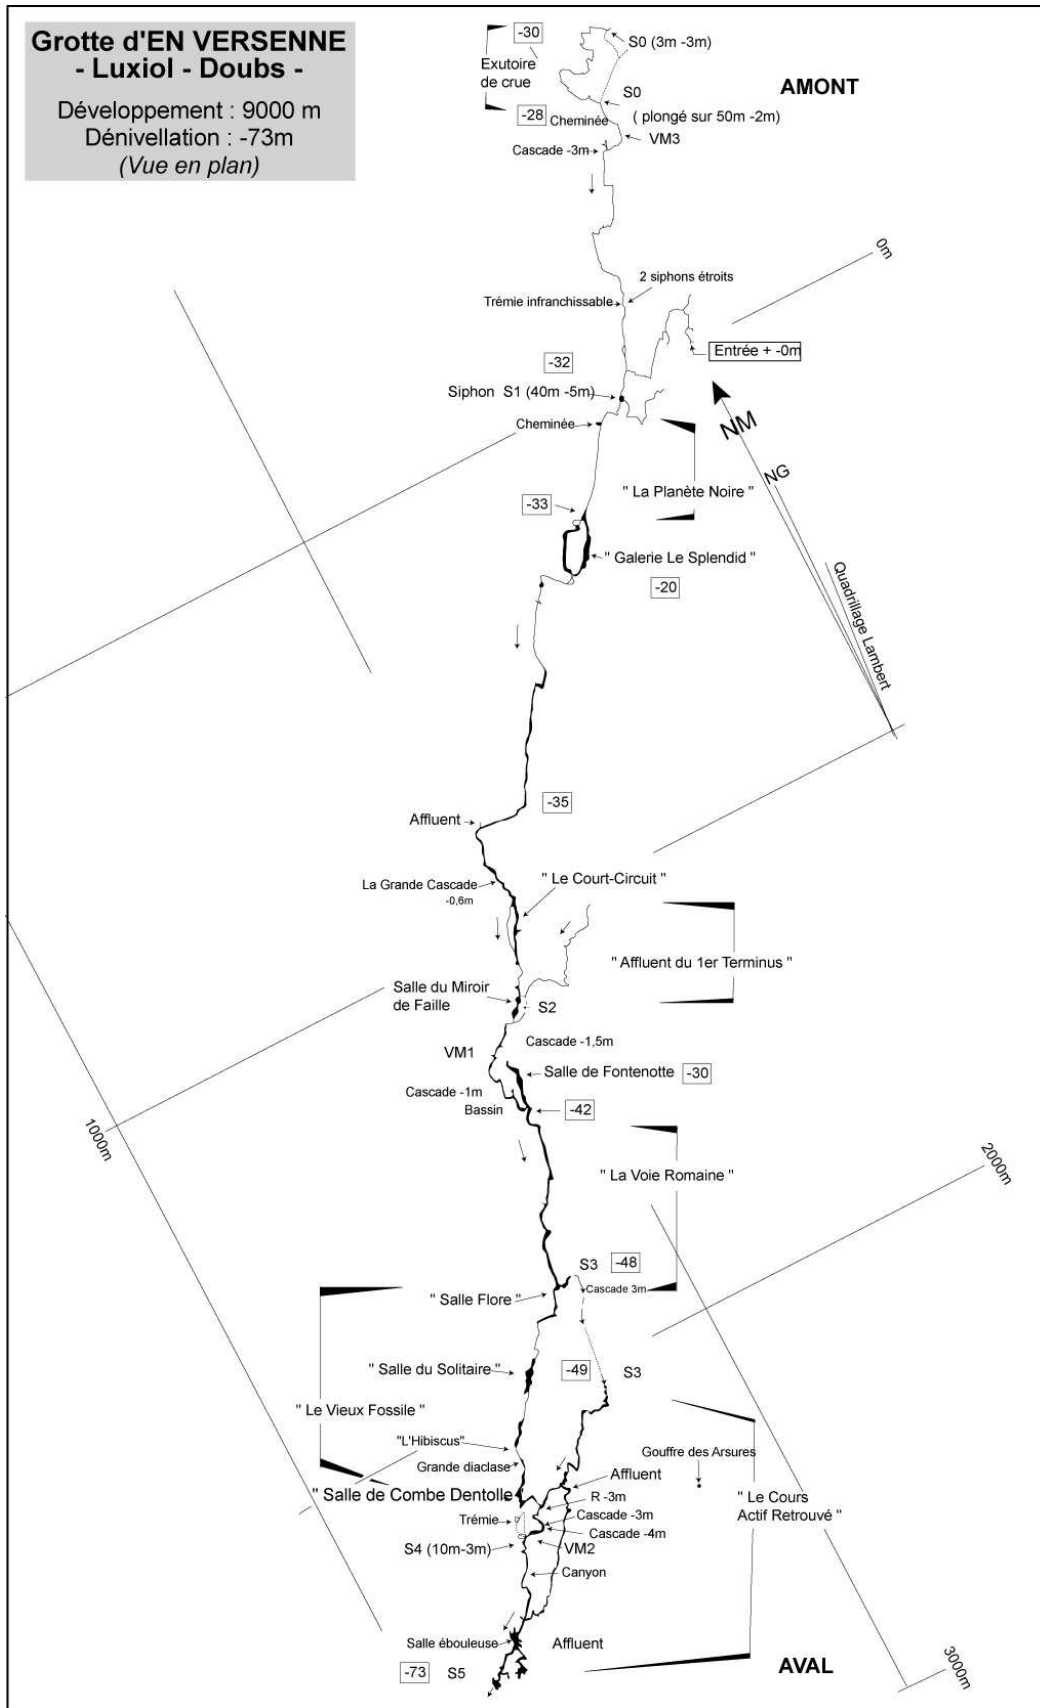 Grotte d'EN VERSENNE
- Luxiol - Doubs -
Développement : 9000 m
Dénivellation : -73m
(Vue en plan)
-30
S0 (3m -3m)
Exutoire
de crue
S0
AMONT
-28
Cheminée
( plongé sur 50m -2m)
VM3
Cascade -3m
0m
2 siphons étroits
Trémie infranchissable
Entrée + -0m
-32
Siphon S1 (40m -5m)
Cheminée
NM
NG
" La Planète Noire "
-33
" Galerie Le Splendid "
-20
Quadrillage Lambert
-35
Affluent
La Grande Cascade
-0,6m
" Le Court-Circuit "
" Affluent du 1er Terminus "
Salle du Miroir
de Faille
S2
Cascade -1,5m
VM1
Salle de Fontenotte
-30
Cascade -1m
Bassin
-42
1000m
2000m
" La Voie Romaine "
S3
-48
Cascade 3m
" Salle Flore "
" Salle du Solitaire "
-49
S3
" Le Vieux Fossile "
"L'Hibiscus"
Grande diaclase
Gouffre des Arsures
Affluent
" Salle de Combe Dentolle "
R -3m
" Le Cours
Actif Retrouvé "
Trémie
Cascade -3m
Cascade -4m
S4 (10m-3m)
VM2
Canyon
Salle ébouleuse
Affluent
-73
S5
AVAL
3000m